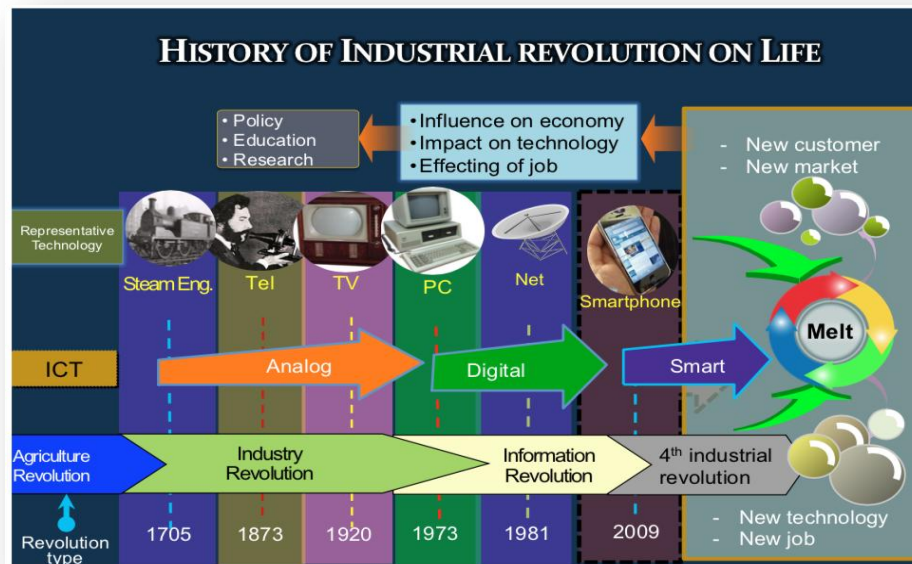 HISTORY OF INDUSTRIAL REVOLUTION ON LIFE
• Policy
• Education
• Research
•Influence on economy
•Impact on technology
•Effecting of job
- New customer
- New market
Representative
Technology
Steam Eng.
Tel
TV
PC
Net
Smartphone
Melt
ICT
Analog
Digital
Smart
Agriculture
Revolution
Industry
Revolution
Information
Revolution
4th industrial
revolution
Revolution
type
1705
1873
1920
1973
1981
2009
- New technology
- New job